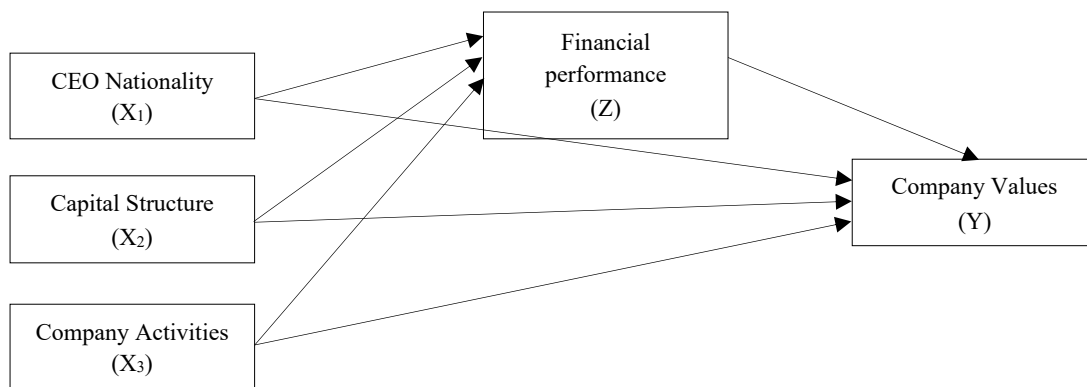 Financial
performance
(Z)
CEO Nationality
(X₁)
Capital Structure
(X₂)
Company Activities
(X₃)
Company Values
(Y)